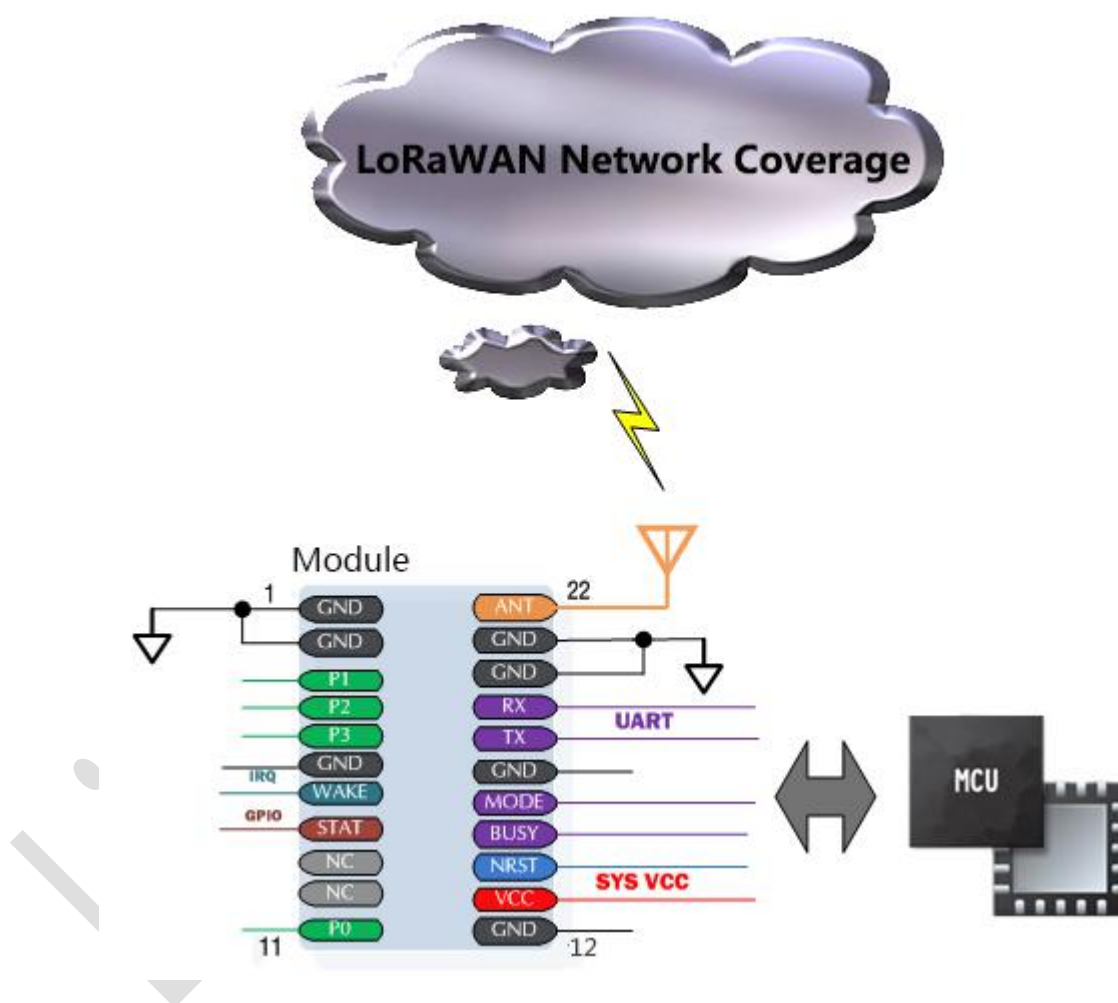 LoRaWAN Network Coverage
Module
1
22
GND
ANT
GND
GND
GND
P1
RX
P2
UART
P3
TX
GND
GND
IRQ
WAKE
MODE
GPIO
STAT
BUSY
NC
NRST
SYS VCC
NC
VCC
P0
GND
11
12
MCU